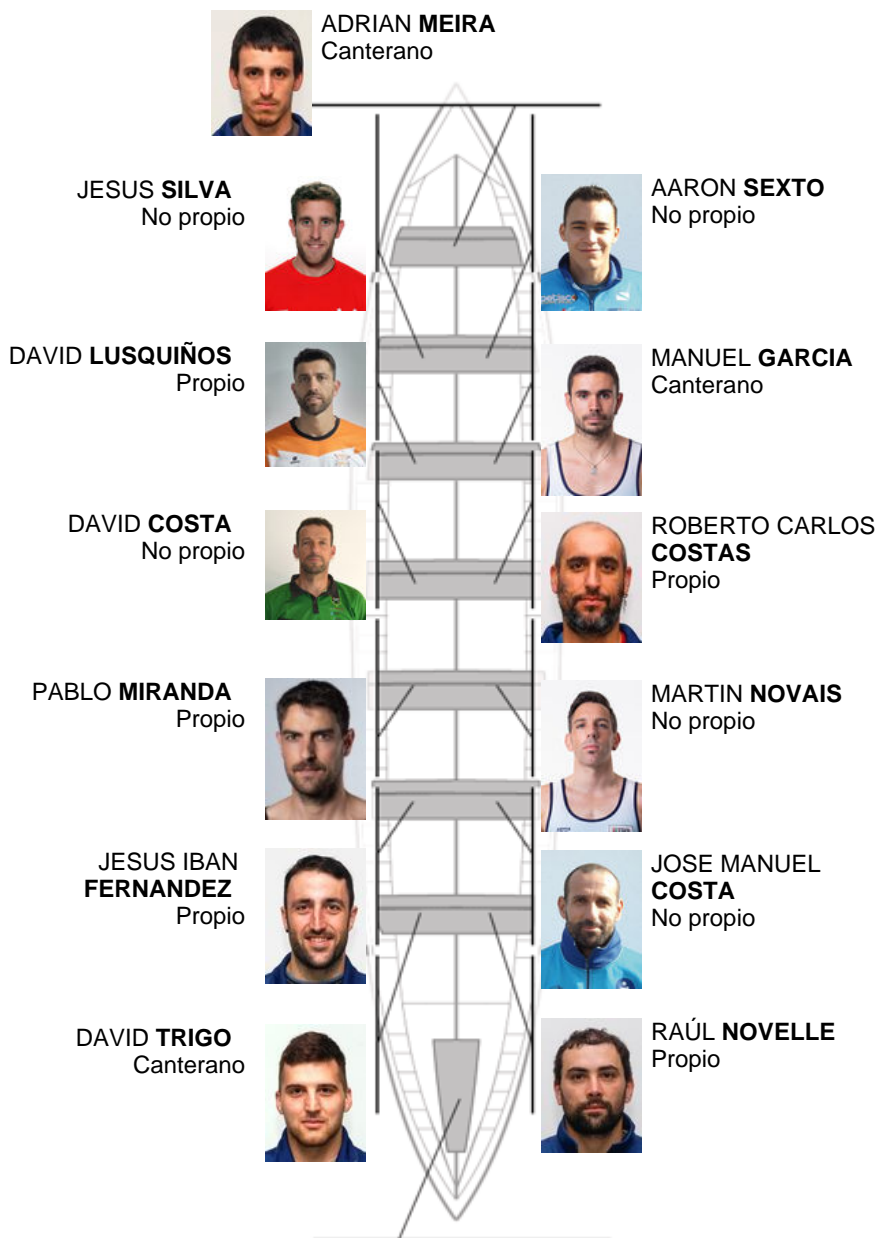 ADRIAN MEIRA
Canterano
JESUS SILVA
No propio
AARON SEXTO
No propio
DAVID LUSQUIÑOS
Propio
MANUEL GARCIA
Canterano
DAVID COSTA
No propio
ROBERTO CARLOS
COSTAS
Propio
PABLO MIRANDA
Propio
MARTIN NOVAIS
No propio
JESUS IBAN
FERNANDEZ
Propio
JOSE MANUEL
COSTA
No propio
DAVID TRIGO
Canterano
RAÚL NOVELLE
Propio